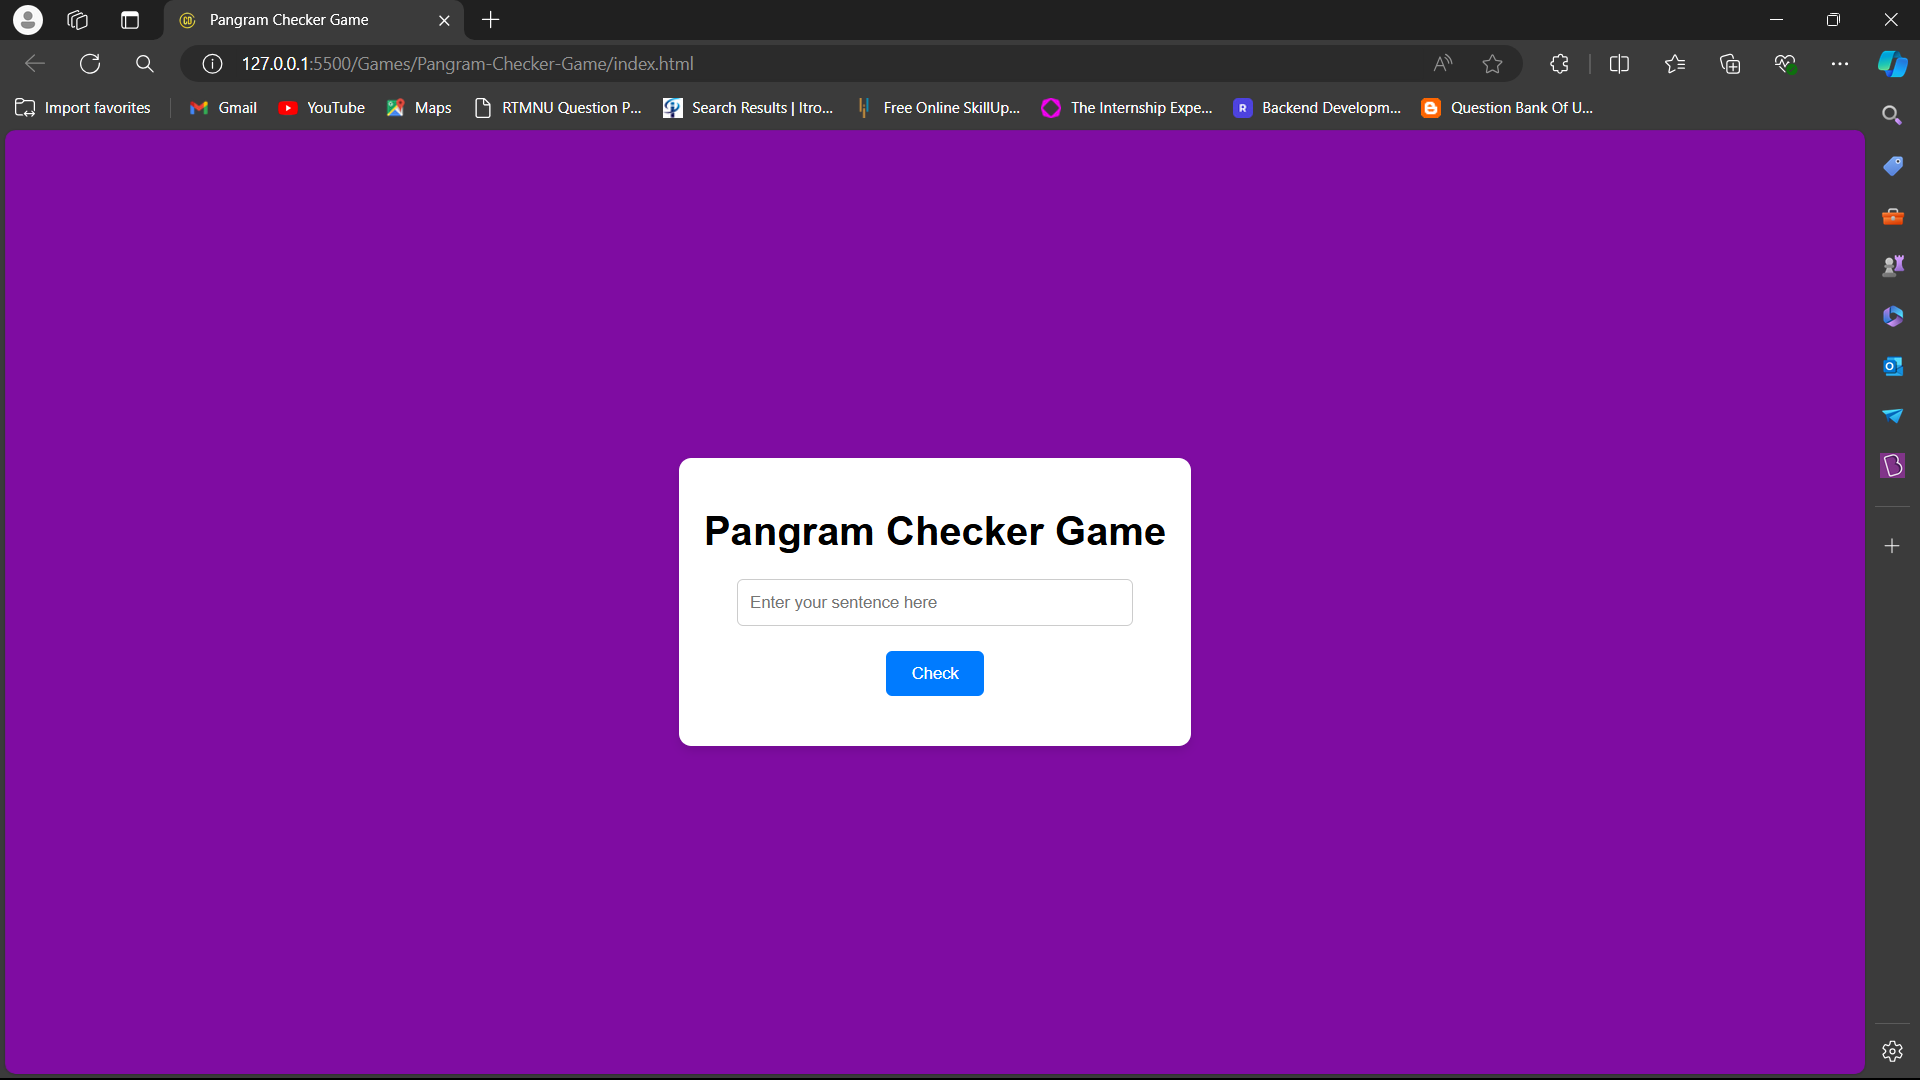 Pangram Checker Game
127.0.0.1:5500/Games/Pangram-Checker-Game/index.html
Import favorites Gmail YouTube Maps RTMNU Question P... Search Results | Itro... Free Online SkillUp... The Internship Expe... R Backend Developm... Question Bank Of U...
Pangram Checker Game
Enter your sentence here
Check